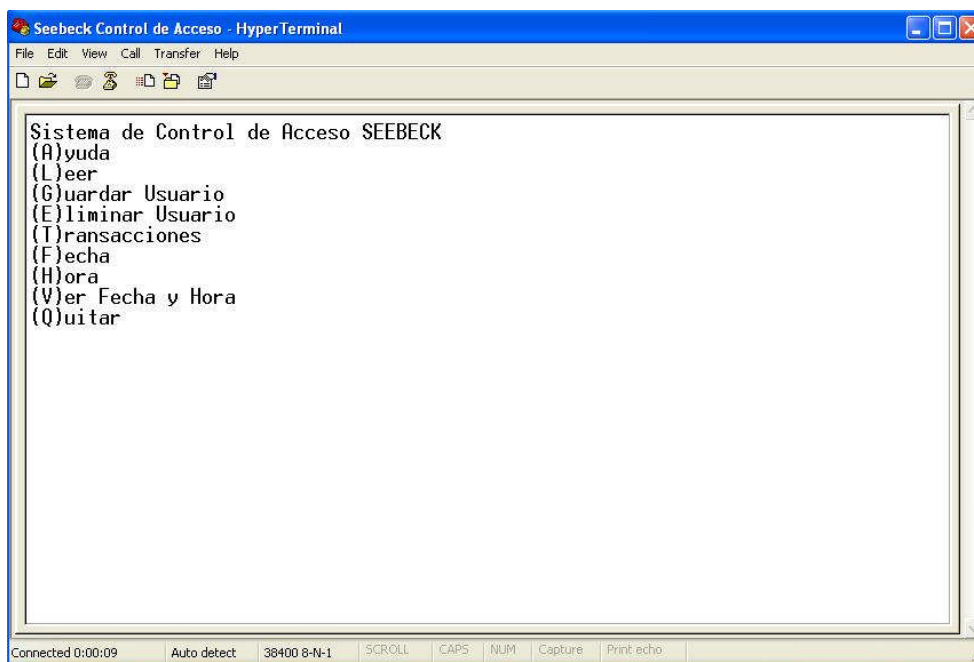 Seebeck Control de Acceso - HyperTerminal
File Edit View Call Transfer Help
Sistema de Control de Acceso SEEBECK
(A)yuda
(L)eer
(G)uardar Usuario
(E)liminar Usuario
(T)ransacciones
(F)echa
(H)ora
(V)er Fecha y Hora
(Q)uitar
Connected 0:00:09 Auto detect 38400 8-N-1 SCROLL CAPS NUM Capture Print echo